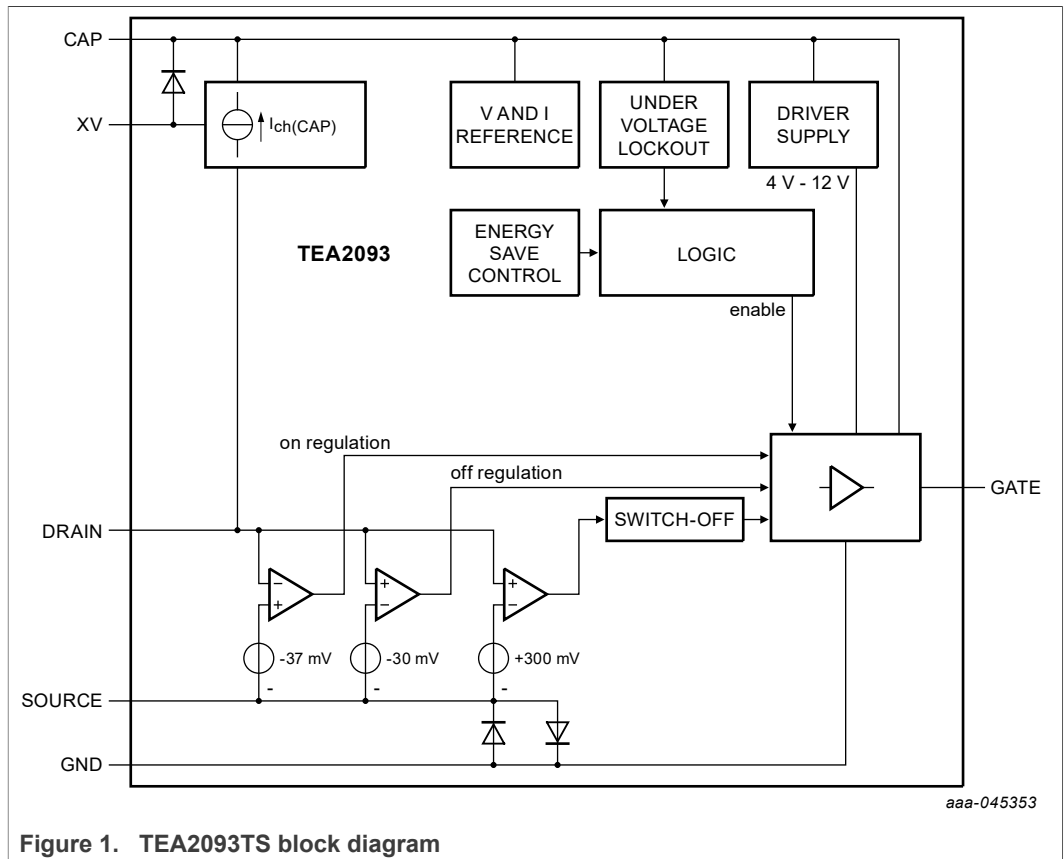 CAP
XV
Ich(CAP)
V AND I
REFERENCE
UNDER
VOLTAGE
LOCKOUT
DRIVER
SUPPLY
4 V - 12 V
TEA2093
ENERGY
SAVE
CONTROL
LOGIC
enable
on regulation
off regulation
GATE
DRAIN
SWITCH-OFF
- + + - + -
-37 mV
-30 mV
+300 mV
- - -
SOURCE
GND
aaa-045353
Figure 1. TEA2093TS block diagram